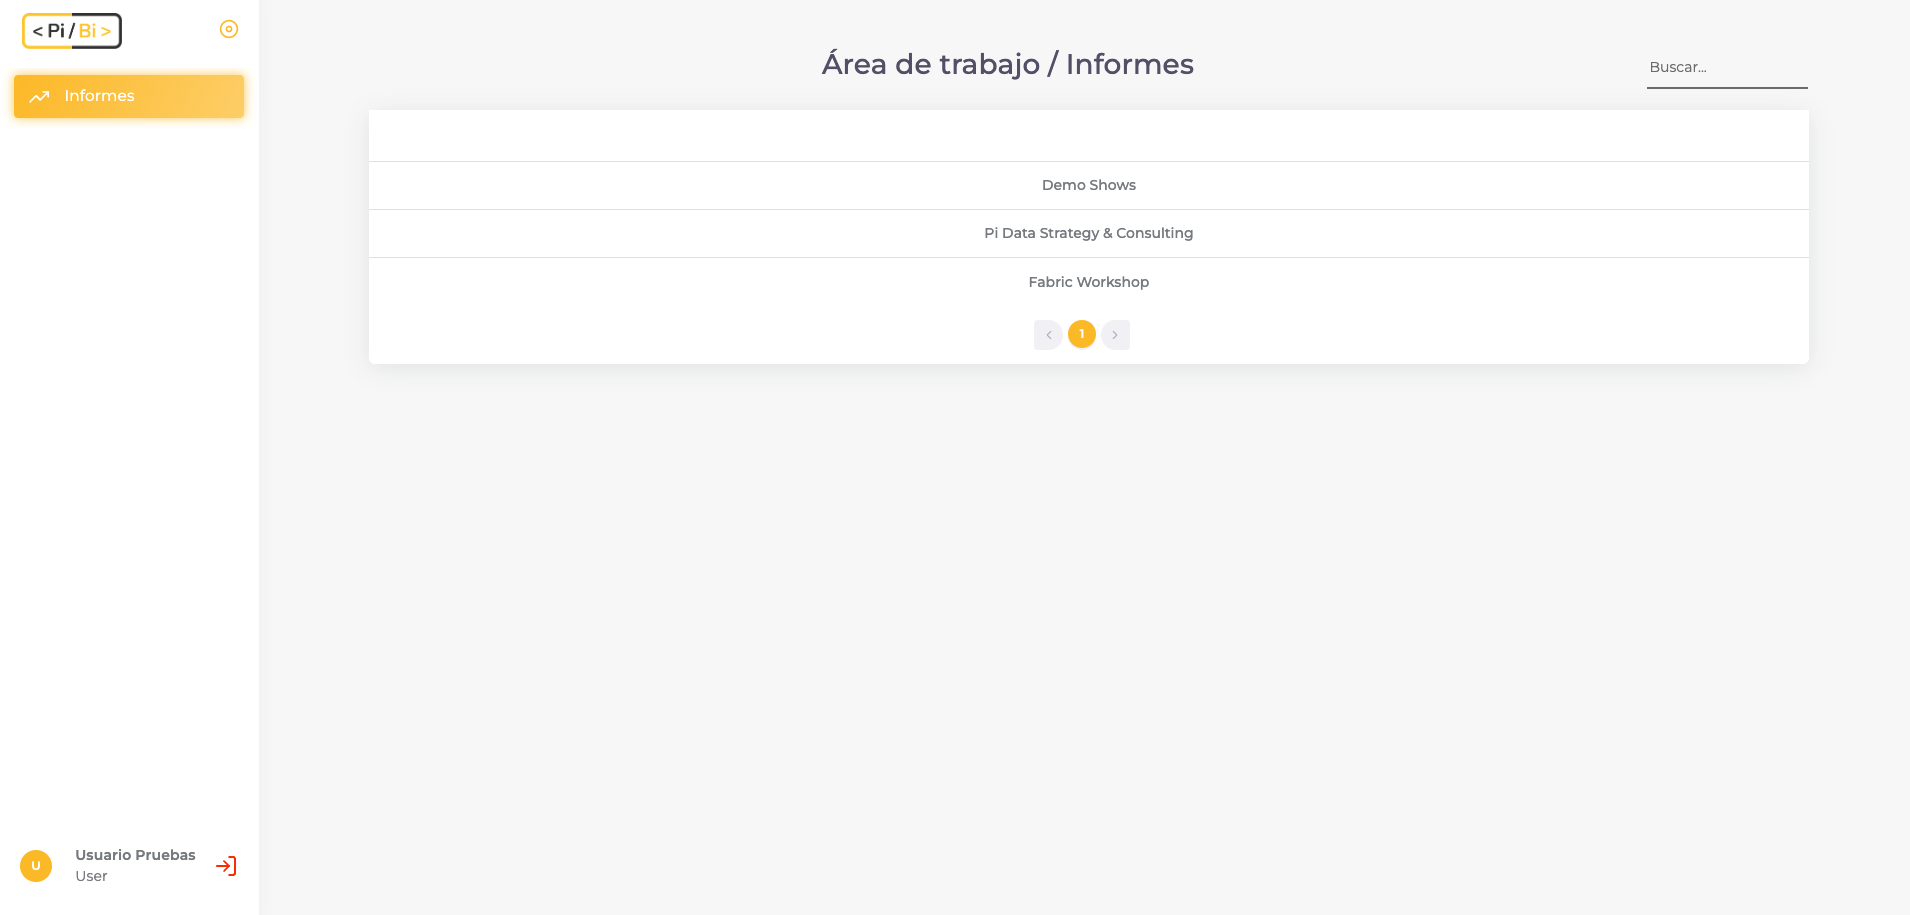 < Pi / Bi >
Informes
Área de trabajo / Informes
Buscar...
Demo Shows
Pi Data Strategy & Consulting
Fabric Workshop
1
U
Usuario Pruebas
User